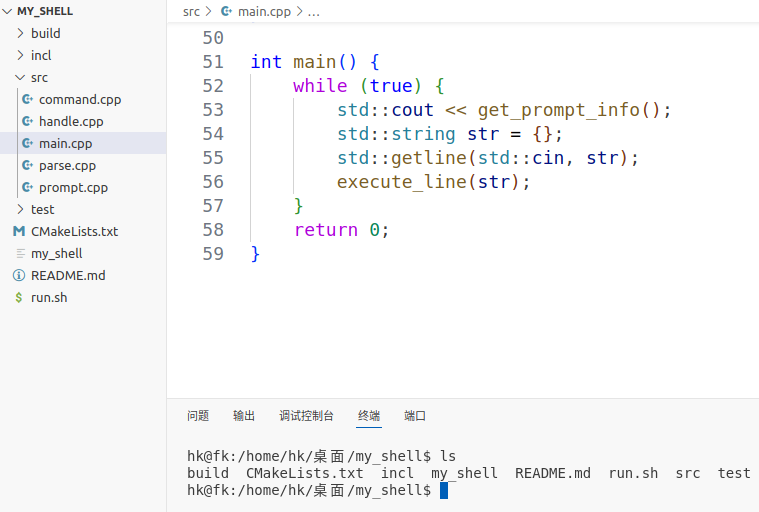 MY_SHELL
build
incl
src
command.cpp
handle.cpp
main.cpp
parse.cpp
prompt.cpp
test
CMakeLists.txt
my_shell
README.md
$ run.sh
src > main.cpp > ...
50
51 int main() {
52     while (true) {
53         std::cout << get_prompt_info();
54         std::string str = {};
55         std::getline(std::cin, str);
56         execute_line(str);
57     }
58     return 0;
59 }
问题 输出 调试控制台 终端 端口
hk@fk:/home/hk/桌面/my_shell$ ls
build  CMakeLists.txt  incl  my_shell  README.md  run.sh  src  test
hk@fk:/home/hk/桌面/my_shell$